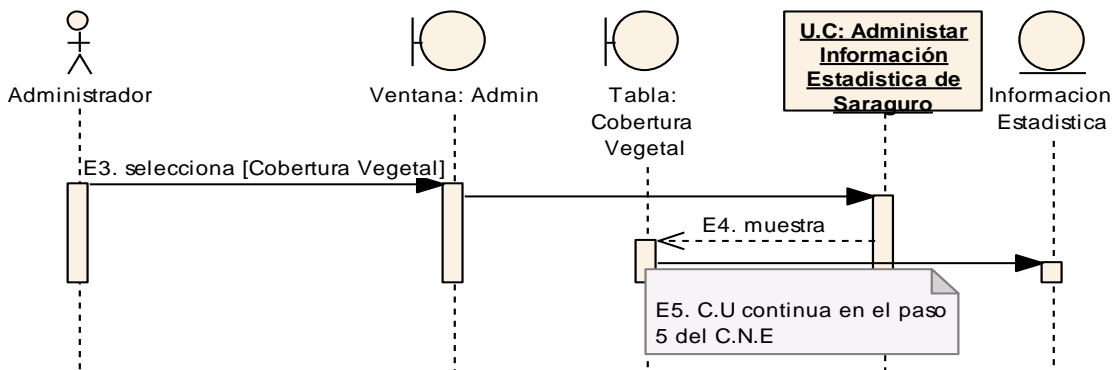 Administrador
Ventana: Admin
Tabla:
Cobertura
Vegetal
U.C: Administar
Información
Estadistica de
Saraguro
Informacion
Estadistica
E3. selecciona [Cobertura Vegetal]
E4. muestra
E5. C.U continua en el paso
5 del C.N.E